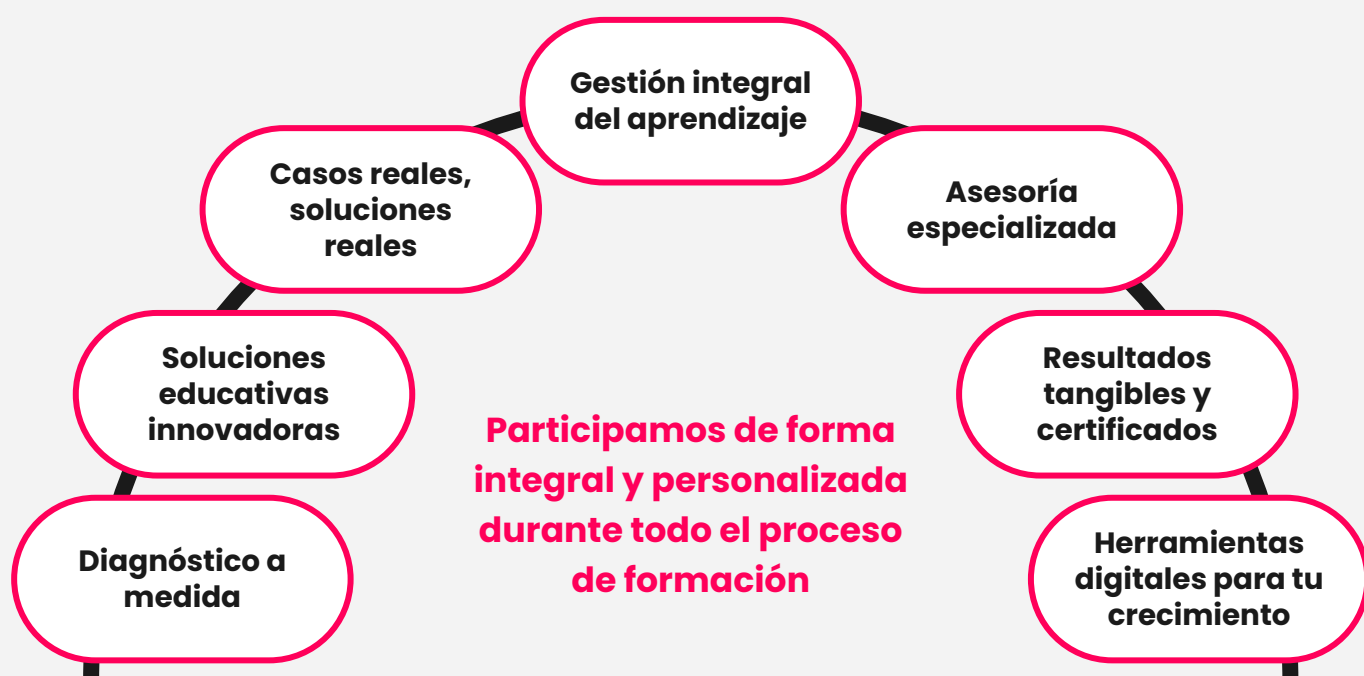 Gestión integral
del aprendizaje
Casos reales,
soluciones
reales
Asesoría
especializada
Soluciones
educativas
innovadoras
Resultados
tangibles y
certificados
Participamos de forma
integral y personalizada
durante todo el proceso
de formación
Diagnóstico a
medida
Herramientas
digitales para tu
crecimiento